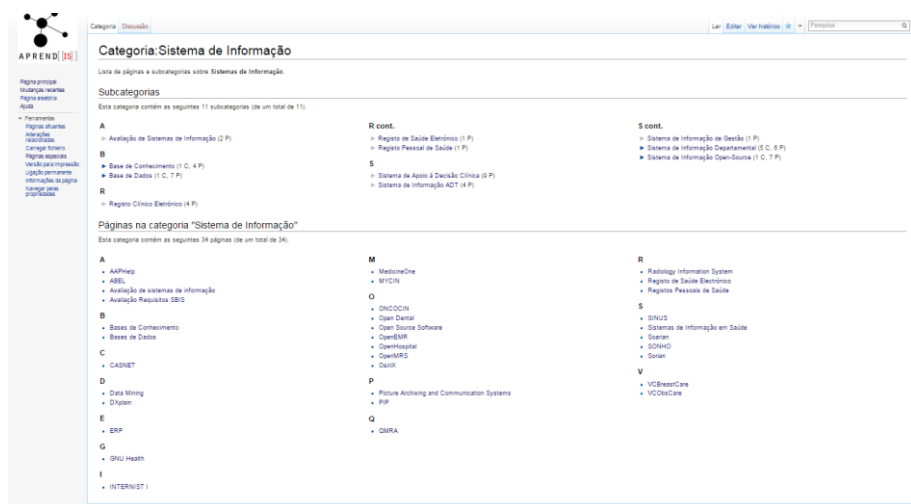 Categoria Discussão
Ler Editar Ver histórico Pesquisa
APREND[IS]
Página principal
Mudanças recentes
Página aleatória
Ajuda
Ferramentas
Páginas afluentes
Alterações relacionadas
Carregar ficheiro
Páginas especiais
Versão para impressão
Ligação permanente
Informações da página
Navegar pelas propriedades
Categoria:Sistema de Informação
Lista de páginas e subcategorias sobre Sistemas de Informação.
Subcategorias
Esta categoria contém as seguintes 11 subcategorias (de um total de 11).
A
Avaliação de Sistemas de Informação (2 P)
B
Base de Conhecimento (1 C, 4 P)
Base de Dados (1 C, 7 P)
R
Registo Clínico Eletrónico (4 P)
R cont.
Registo de Saúde Eletrónico (1 P)
Registo Pessoal de Saúde (1 P)
S
Sistema de Apoio à Decisão Clínica (9 P)
Sistema de Informação ADT (4 P)
S cont.
Sistema de Informação de Gestão (1 P)
Sistema de Informação Departamental (5 C, 6 P)
Sistema de Informação Open-Source (1 C, 7 P)
Páginas na categoria "Sistema de Informação"
Esta categoria contém as seguintes 34 páginas (de um total de 34).
A
AAPHelp
ABEL
Avaliação de sistemas de informação
Avaliação Requisitos SBIS
B
Bases de Conhecimento
Bases de Dados
C
CASNET
D
Data Mining
DXplain
E
ERP
G
GNU Health
I
INTERNIST I
M
MedicineOne
MYCIN
O
ONCOCIN
Open Dental
Open Source Software
OpenEMR
OpenHospital
OpenMRS
OsiriX
P
Picture Archiving and Communication Systems
PIP
Q
QMRA
R
Radiology Information System
Registo de Saúde Electrónico
Registos Pessoais de Saúde
S
SINUS
Sistemas de Informação em Saúde
Soarian
SONHO
Sorian
V
VCBreastCare
VCObsCare